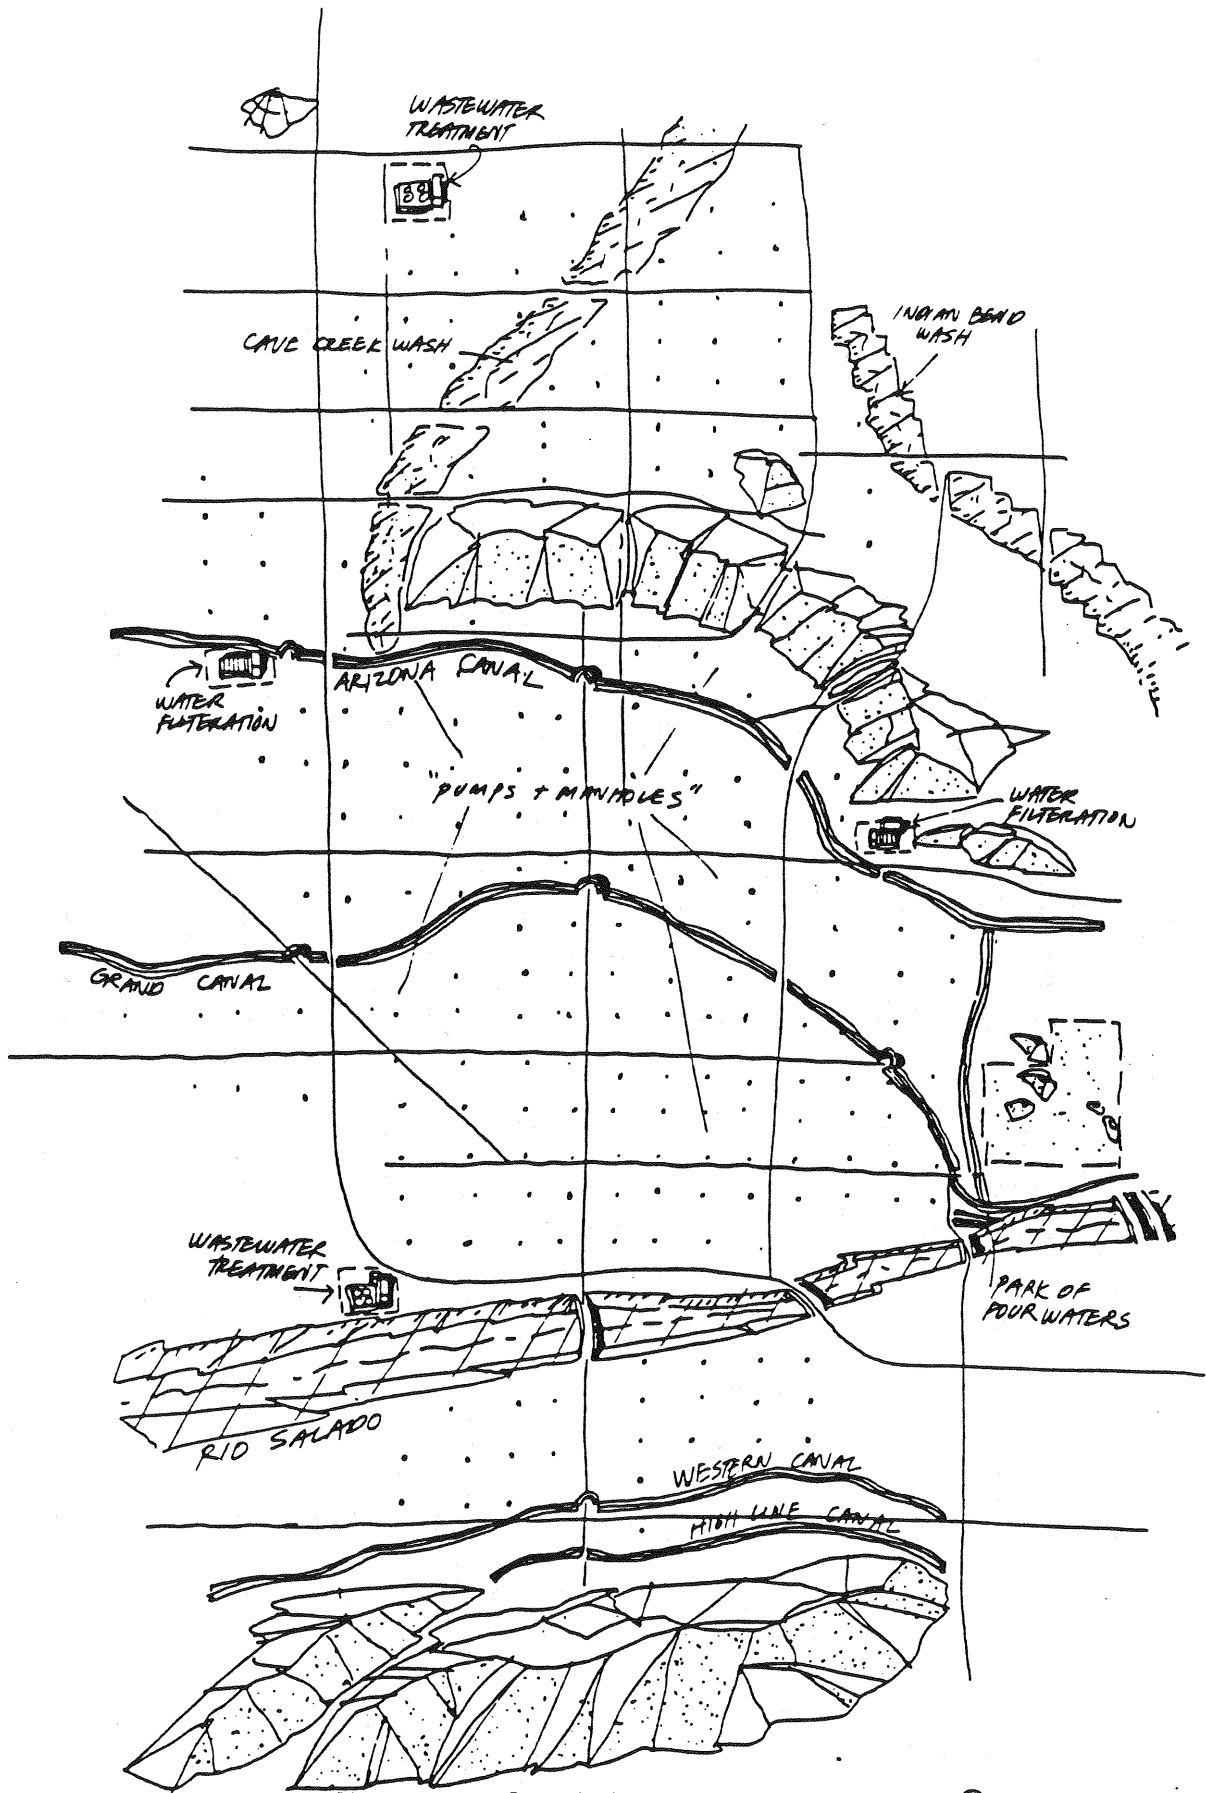 WASTEWATER
TREATMENT
INDIAN BEND
WASH
CAVE CREEK WASH
ARIZONA CANAL
WATER
FILTERATION
"PUMPS + MANHOLES"
WATER
FILTERATION
GRAND CANAL
WASTEWATER
TREATMENT
PARK OF
FOUR WATERS
RIO SALADO
WESTERN CANAL
HIGH LINE CANAL